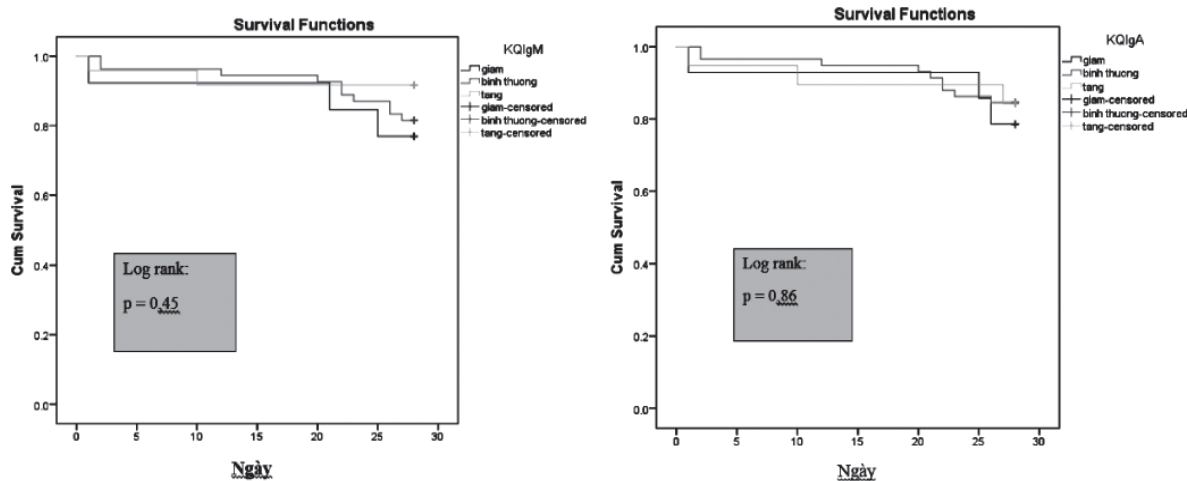 Survival Functions
KQIgM
giam
binh thuong
tang
giam-censored
binh thuong-censored
tang-censored
Cum Survival
1.0
0.8
0.6
0.4
0.2
0.0
Log rank:
p = 0,45
0 5 10 15 20 25 30
Ngày
Survival Functions
KQIgA
giam
binh thuong
tang
giam-censored
binh thuong-censored
tang-censored
Cum Survival
1.0
0.8
0.6
0.4
0.2
0.0
Log rank:
p = 0,86
0 5 10 15 20 25 30
Ngày